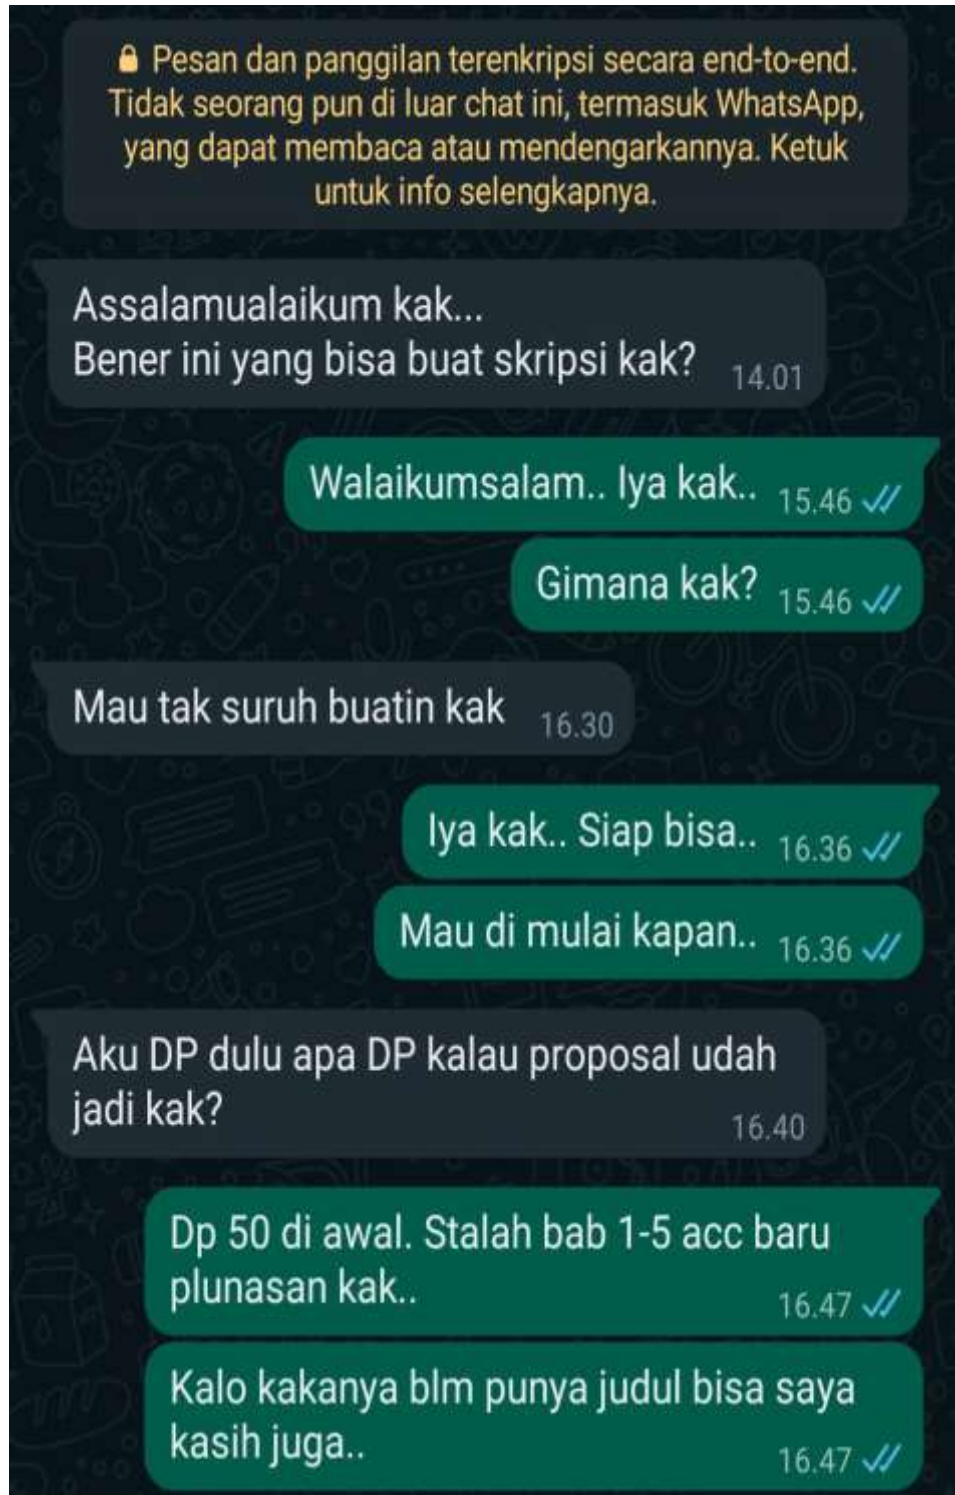 🔒 Pesan dan panggilan terenkripsi secara end-to-end.
Tidak seorang pun di luar chat ini, termasuk WhatsApp,
yang dapat membaca atau mendengarkannya. Ketuk
untuk info selengkapnya.
Assalamualaikum kak...
Bener ini yang bisa buat skripsi kak? 14.01
Walaikumsalam.. Iya kak.. 15.46
Gimana kak? 15.46
Mau tak suruh buatin kak 16.30
Iya kak.. Siap bisa.. 16.36
Mau di mulai kapan.. 16.36
Aku DP dulu apa DP kalau proposal udah
jadi kak? 16.40
Dp 50 di awal. Stalah bab 1-5 acc baru
plunasan kak.. 16.47
Kalo kakanya blm punya judul bisa saya
kasih juga.. 16.47